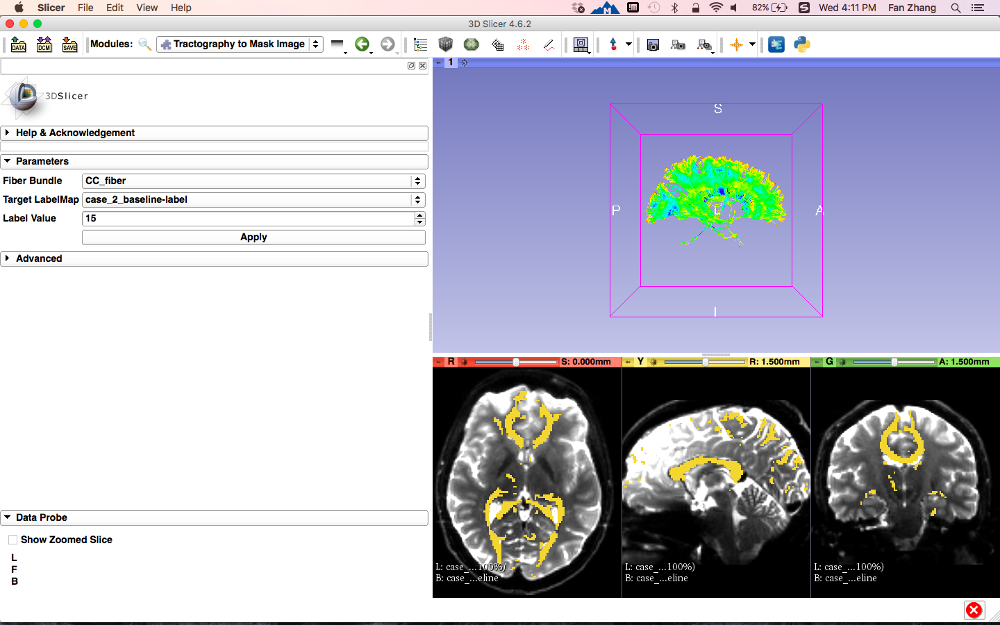 Slicer File Edit View Help 82% Wed 4:11 PM Fan Zhang
3D Slicer 4.6.2
DATA DCM SAVE Modules: Tractography to Mask Image
1
3DSlicer
Help & Acknowledgement
Parameters
Fiber Bundle CC_fiber
Target LabelMap case_2_baseline-label
Label Value 15
Apply
Advanced
S
P A
I
R S: 0.000mm Y R: 1.500mm G A: 1.500mm
Data Probe
Show Zoomed Slice
L
F
B
L: case_...100%) L: case_...100%) L: case_...100%)
B: case_...eline B: case_...eline B: case_...eline